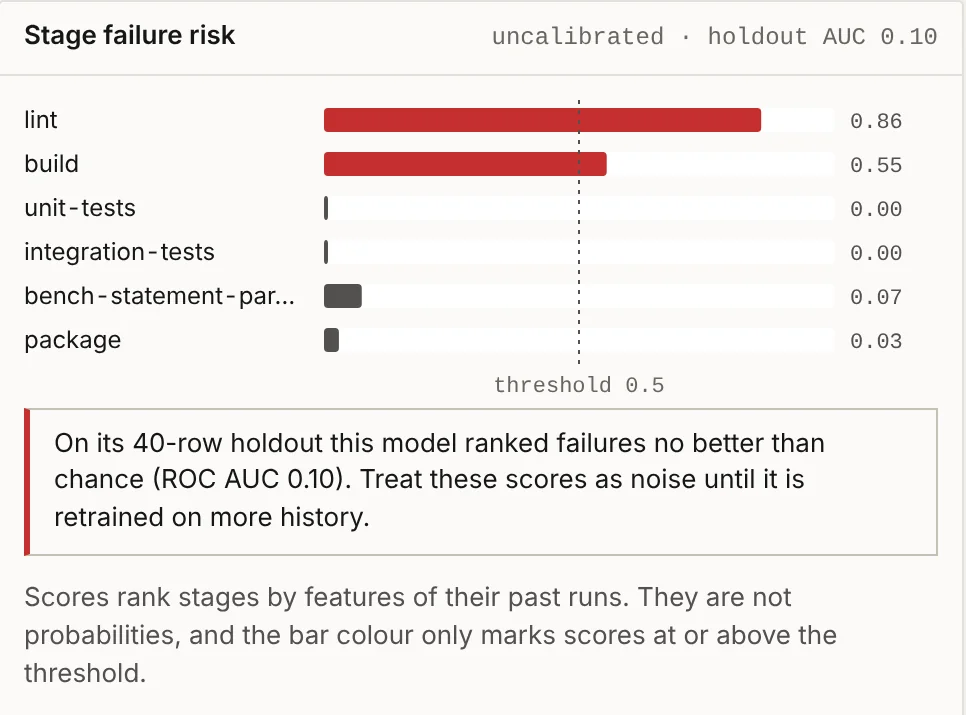 Stage failure risk
uncalibrated · holdout AUC 0.10
lint 0.86
build 0.55
unit-tests 0.00
integration-tests 0.00
bench-statement-par... 0.07
package 0.03
threshold 0.5
On its 40-row holdout this model ranked failures no better than
chance (ROC AUC 0.10). Treat these scores as noise until it is
retrained on more history.
Scores rank stages by features of their past runs. They are not
probabilities, and the bar colour only marks scores at or above the
threshold.